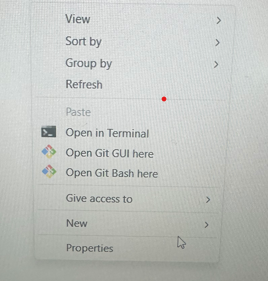 View
Sort by
Group by
Refresh
Paste
Open in Terminal
Open Git GUI here
Open Git Bash here
Give access to
New
Properties